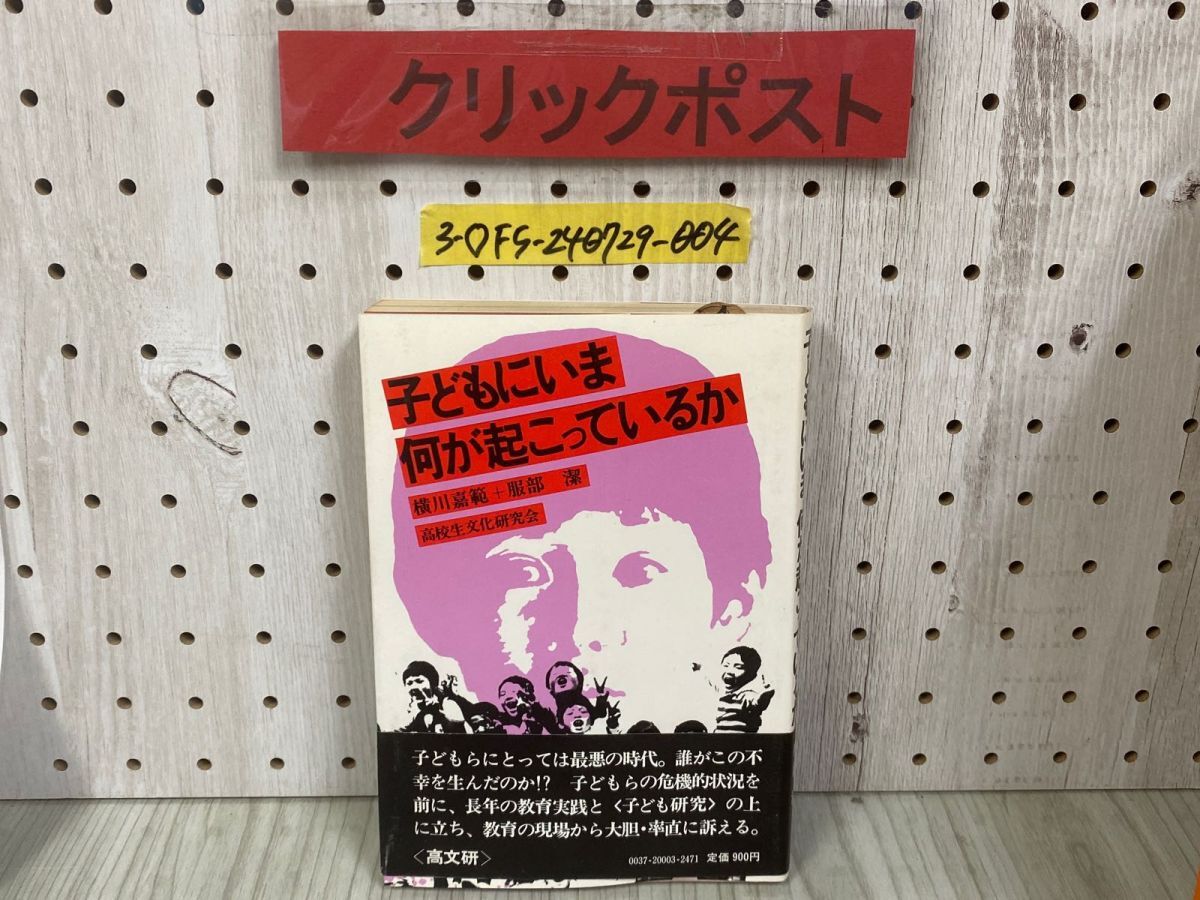 クリックポスト
3-OFS-240729-004
子どもにいま
何が起こっているか
横川嘉範+服部 潔
高校生文化研究会
子どもらにとっては最悪の時代。誰がこの不
幸を生んだのか!? 子どもらの危機的状況を
前に、長年の教育実践と〈子ども研究〉の上
に立ち、教育の現場から大胆・率直に訴える。
〈高文研〉
0037-20003-2471 定価 900円